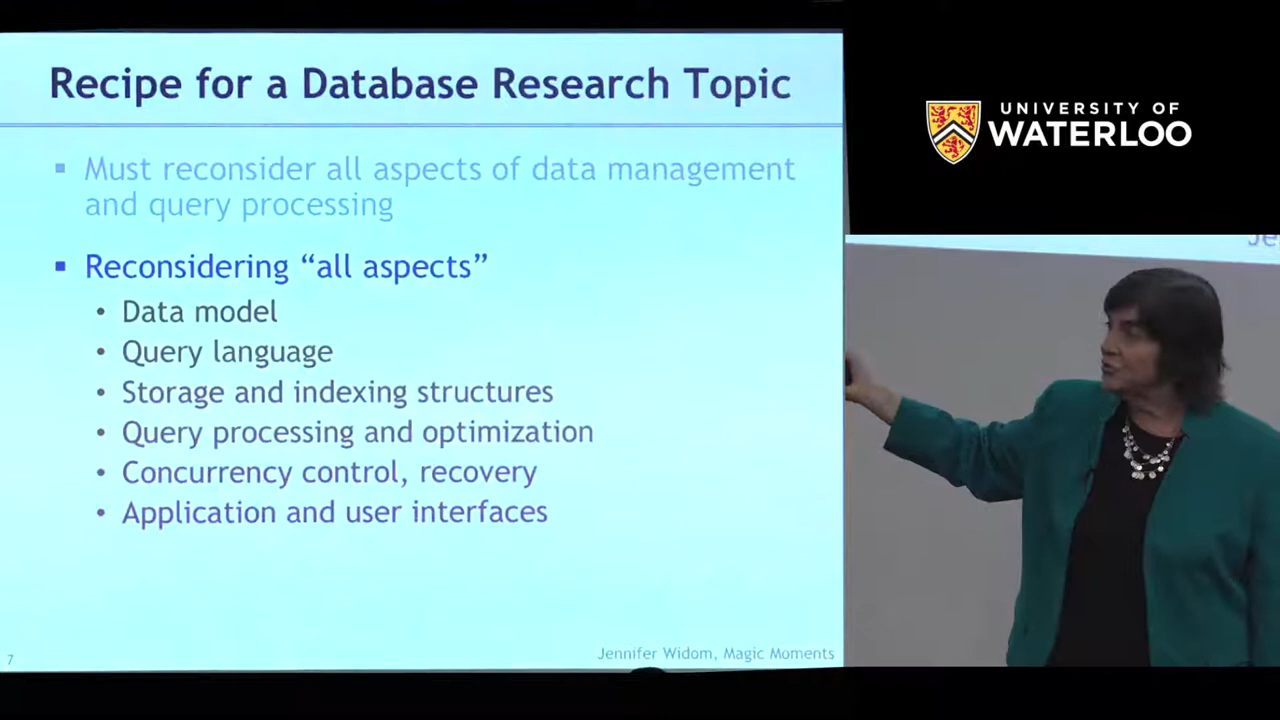 Recipe for a Database Research Topic
▪ Must reconsider all aspects of data management
and query processing
▪ Reconsidering “all aspects”
• Data model
• Query language
• Storage and indexing structures
• Query processing and optimization
• Concurrency control, recovery
• Application and user interfaces
7
Jennifer Widom, Magic Moments
UNIVERSITY OF
WATERLOO
Je